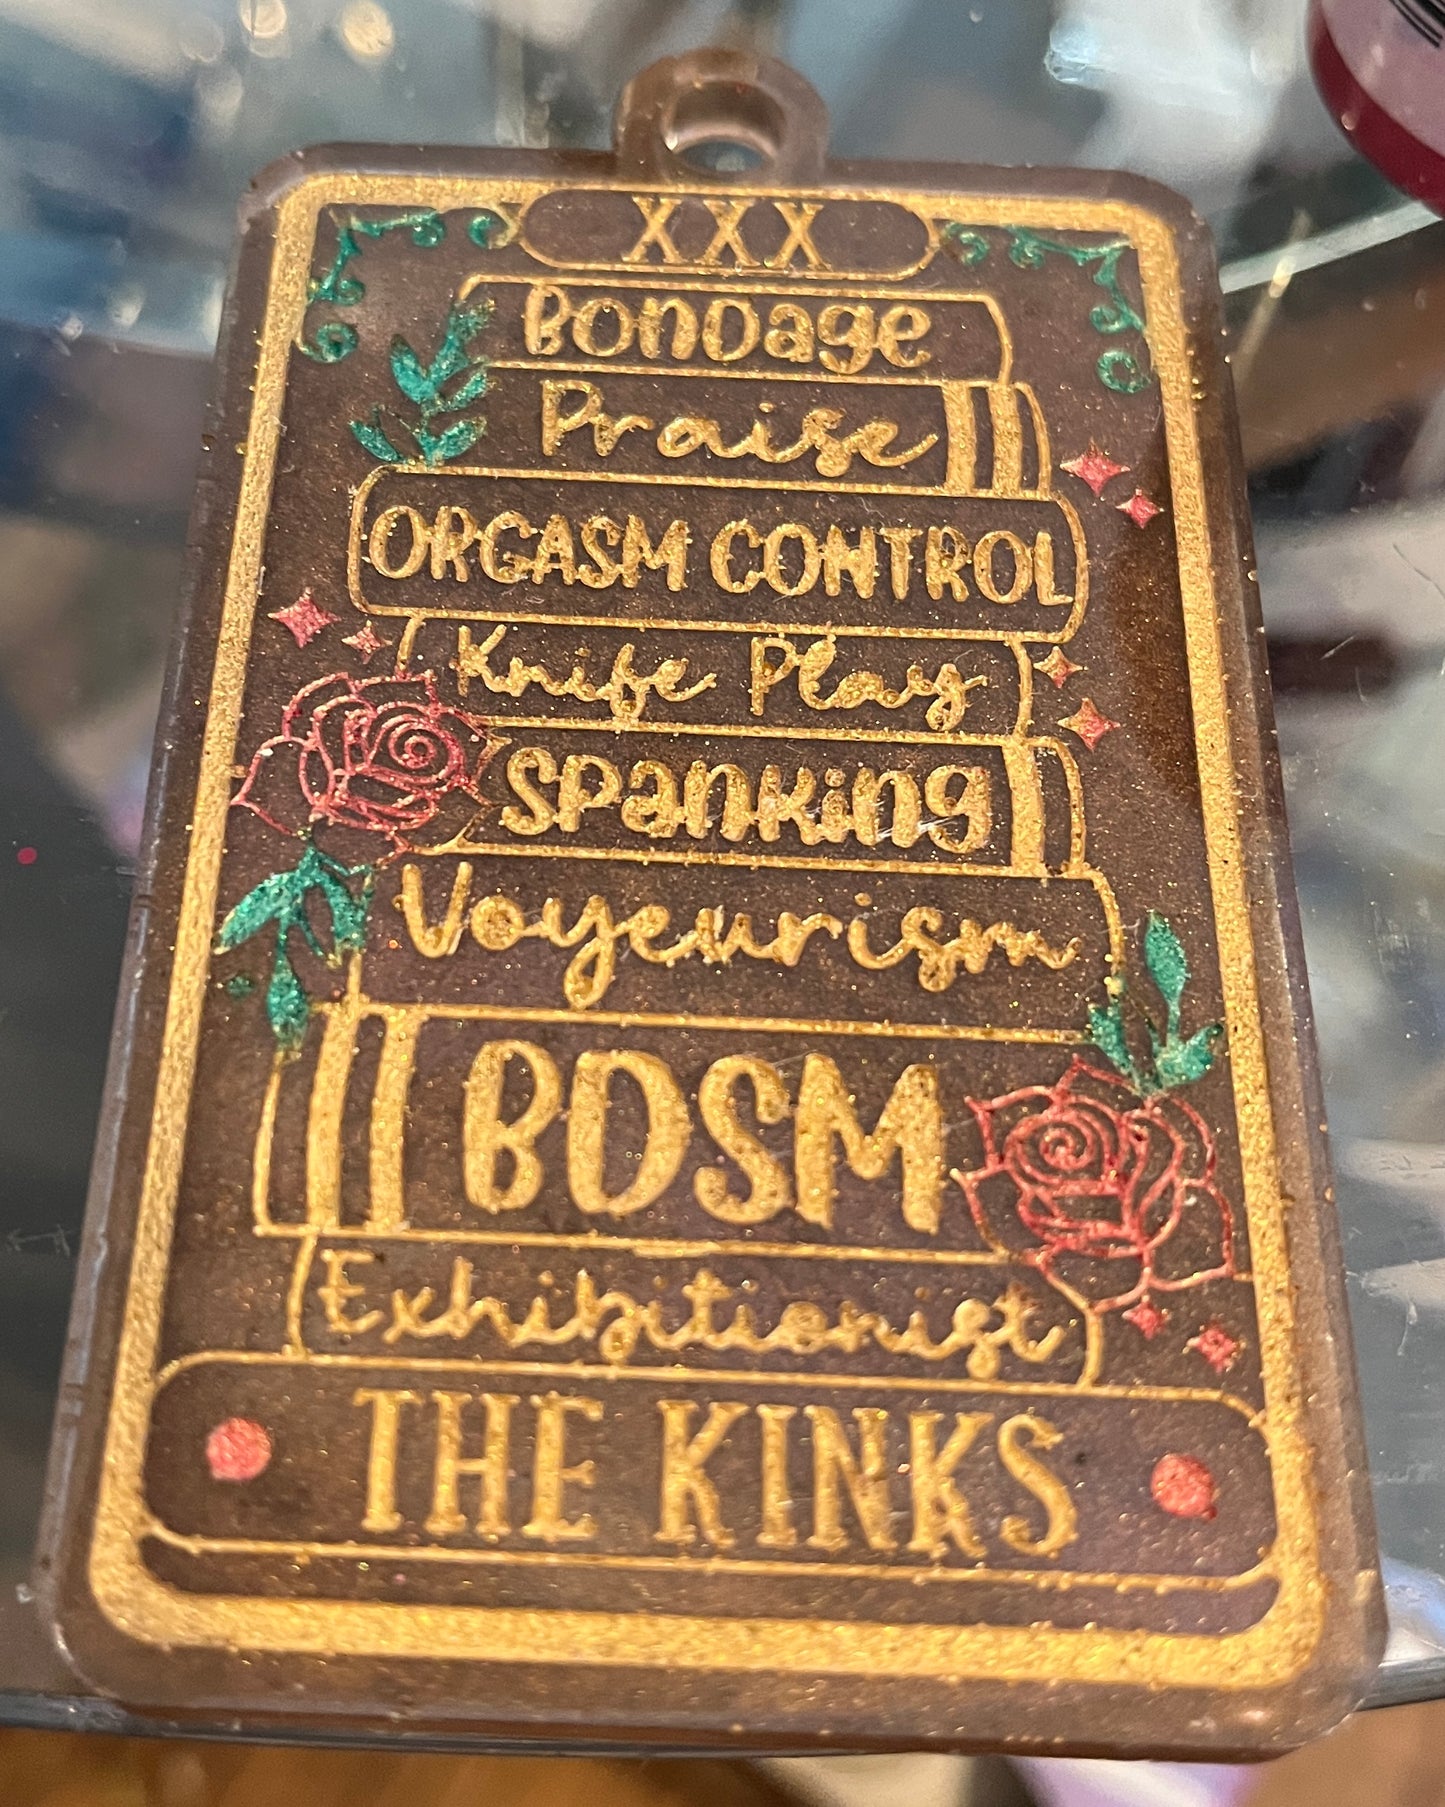 XXX
Bondage
Praise
ORGASM CONTROL
Knife Play
SPANKING
Voyeurism
BDSM
Exhibitionist
THE KINKS